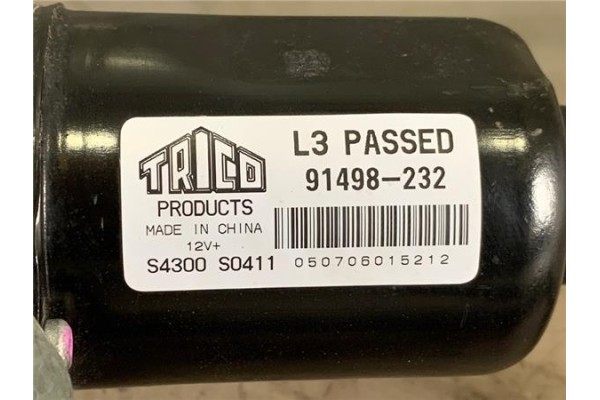 TRICO
PRODUCTS
MADE IN CHINA
12V+
S4300 S0411
L3 PASSED
91498-232
050706015212